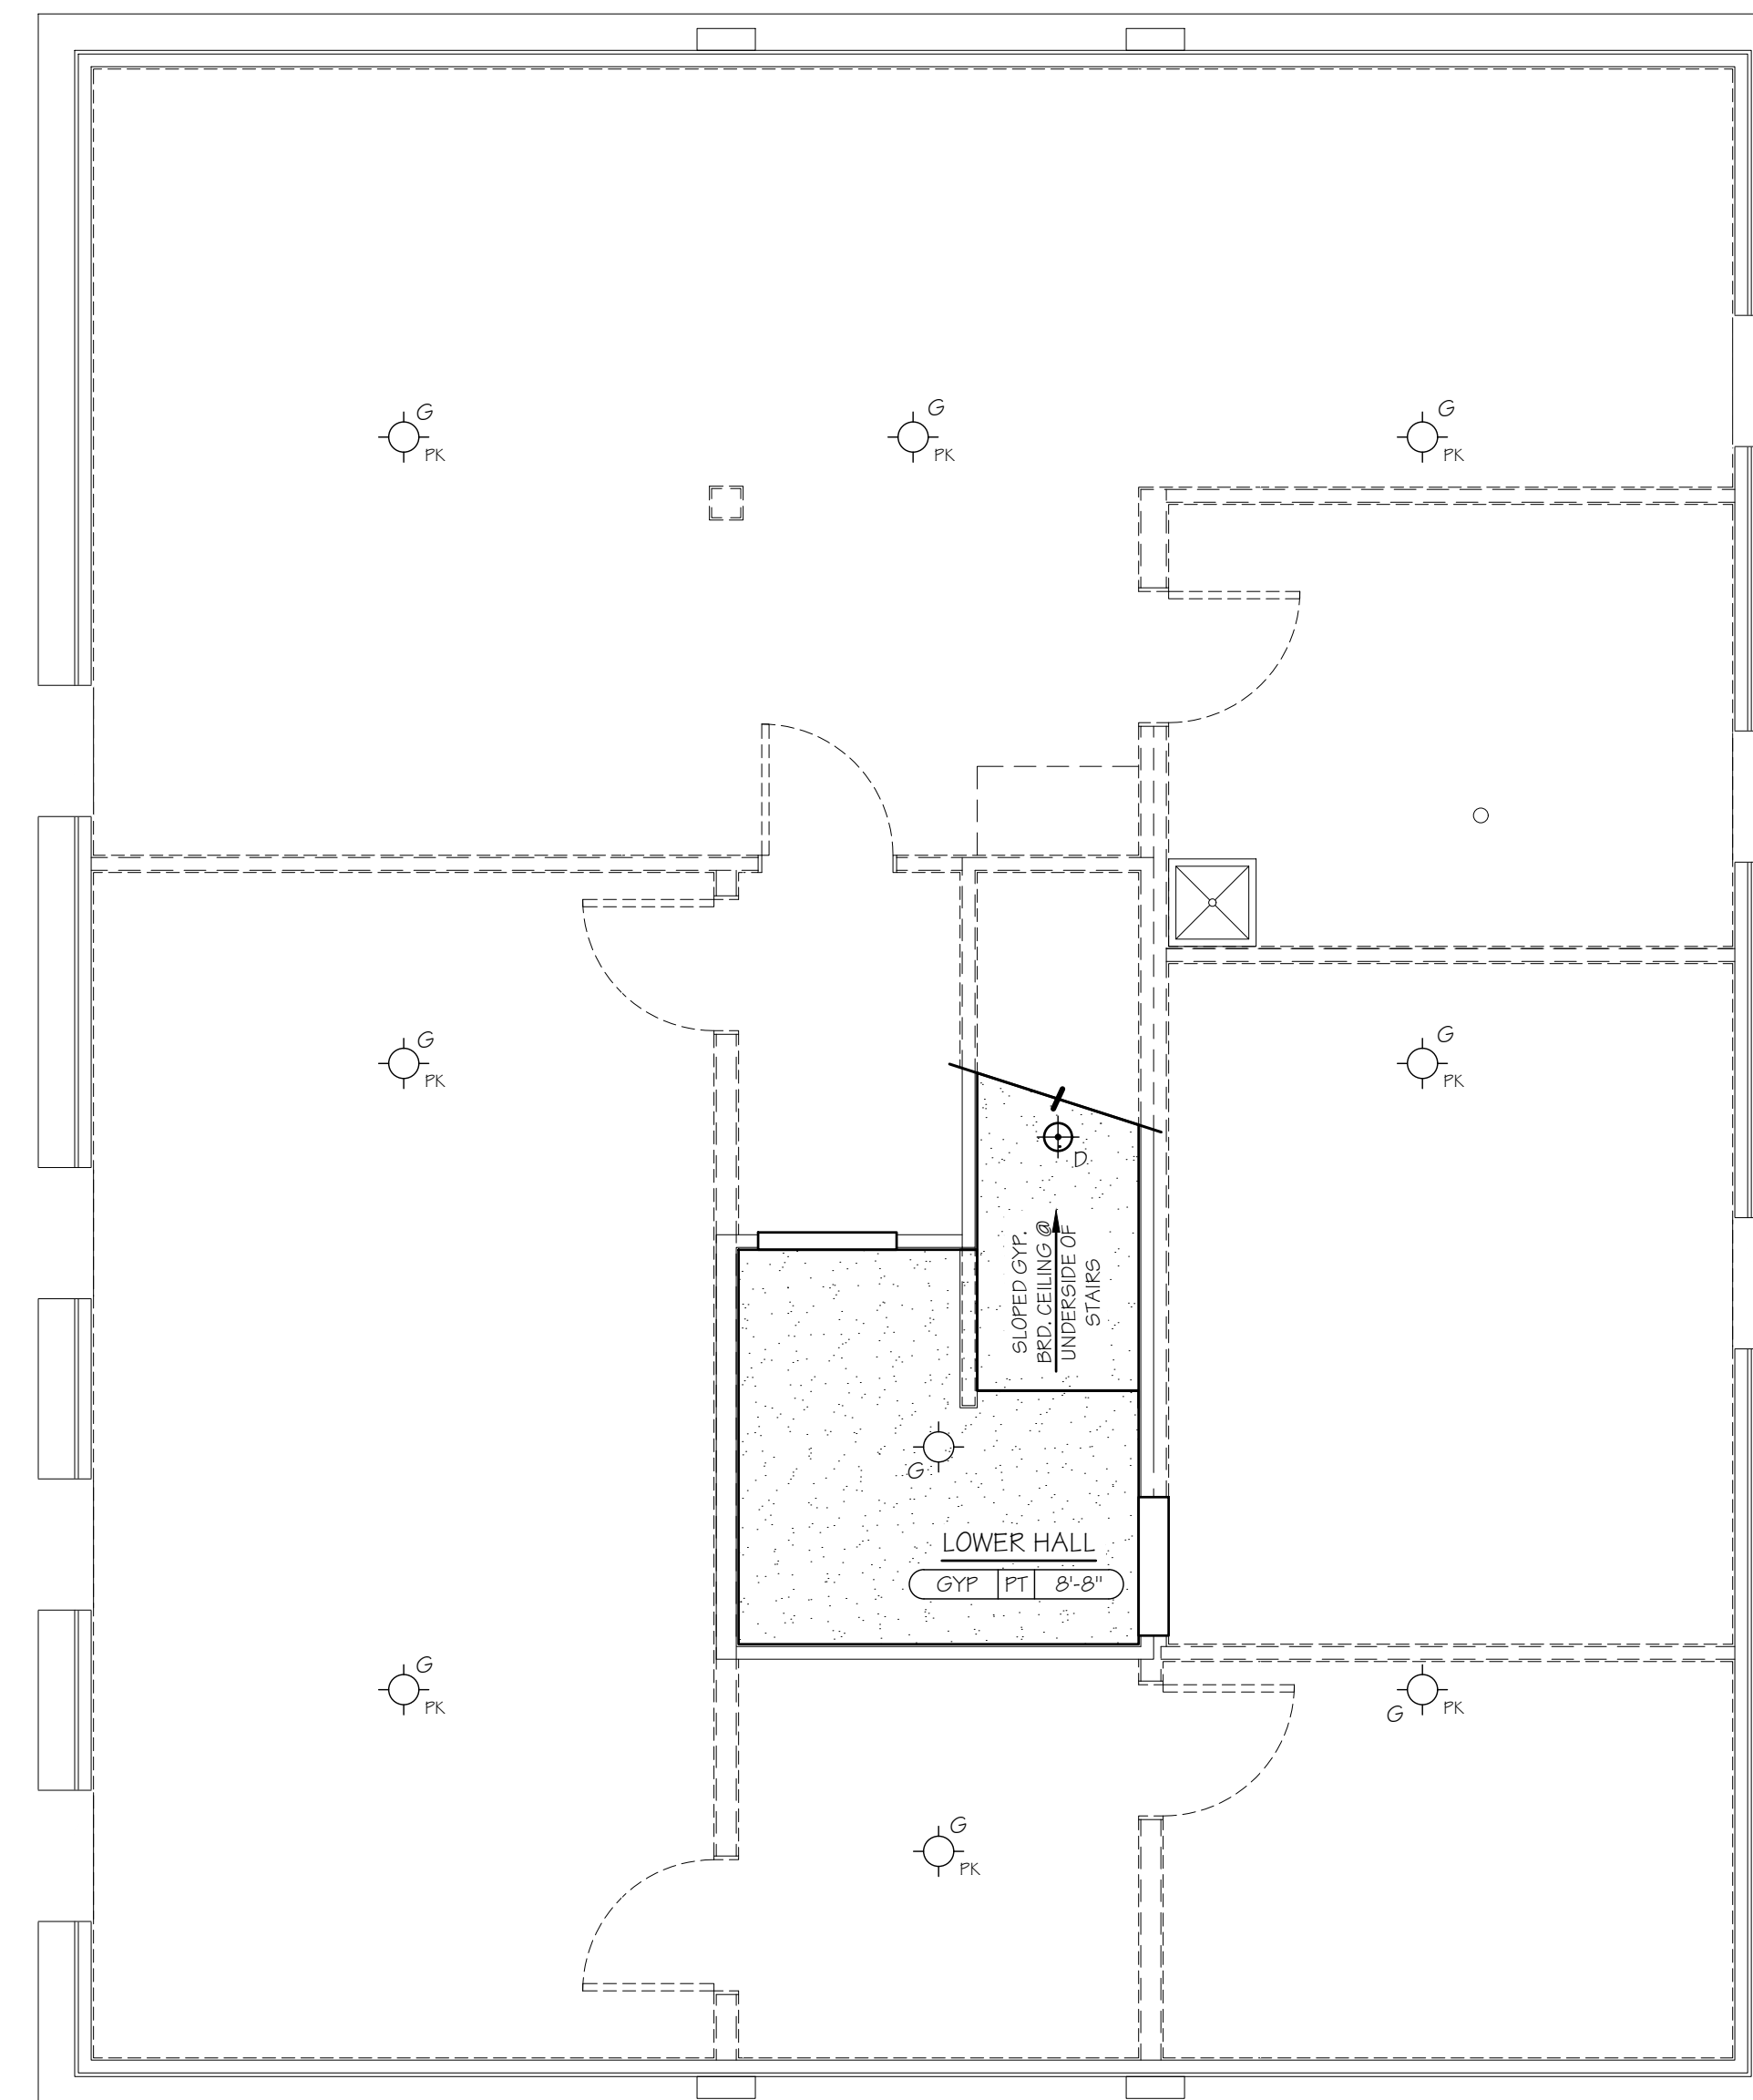 G
PK
G
PK
G
PK
G
PK
G
PK
D
SLOPED GYP.
BRD. CEILING @
UNDERSIDE OF
STAIRS
G
LOWER HALL
GYP PT 8'-8"
G
PK
G
PK
G
PK